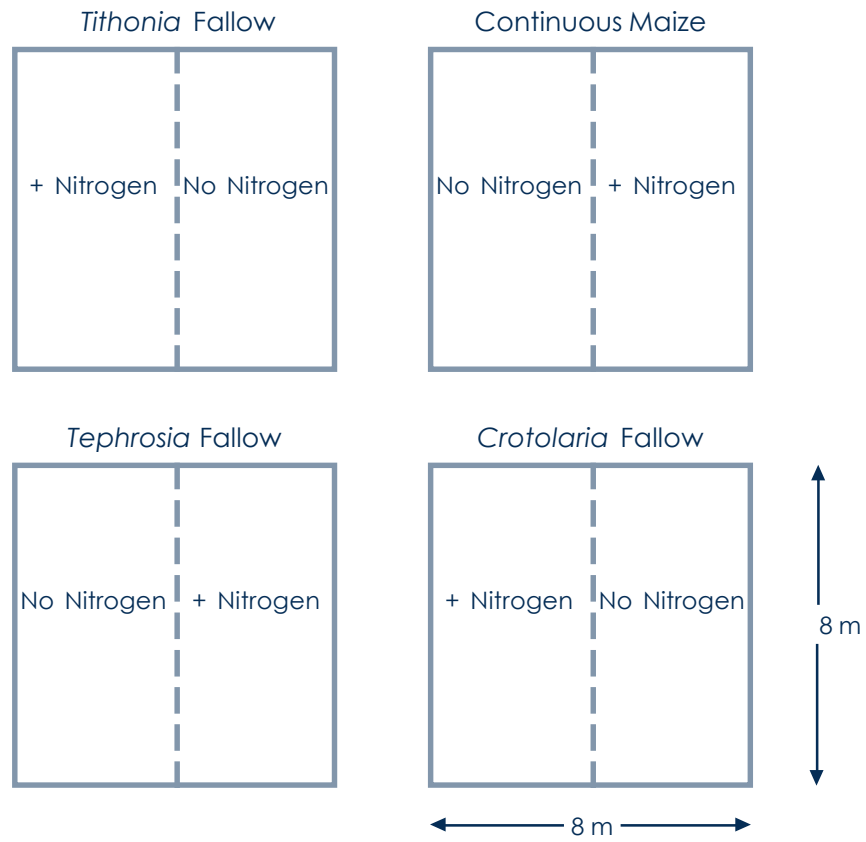 Tithonia Fallow
Continuous Maize
+ Nitrogen
No Nitrogen
No Nitrogen
+ Nitrogen
Tephrosia Fallow
Crotolaria Fallow
No Nitrogen
+ Nitrogen
+ Nitrogen
No Nitrogen
8 m
8 m